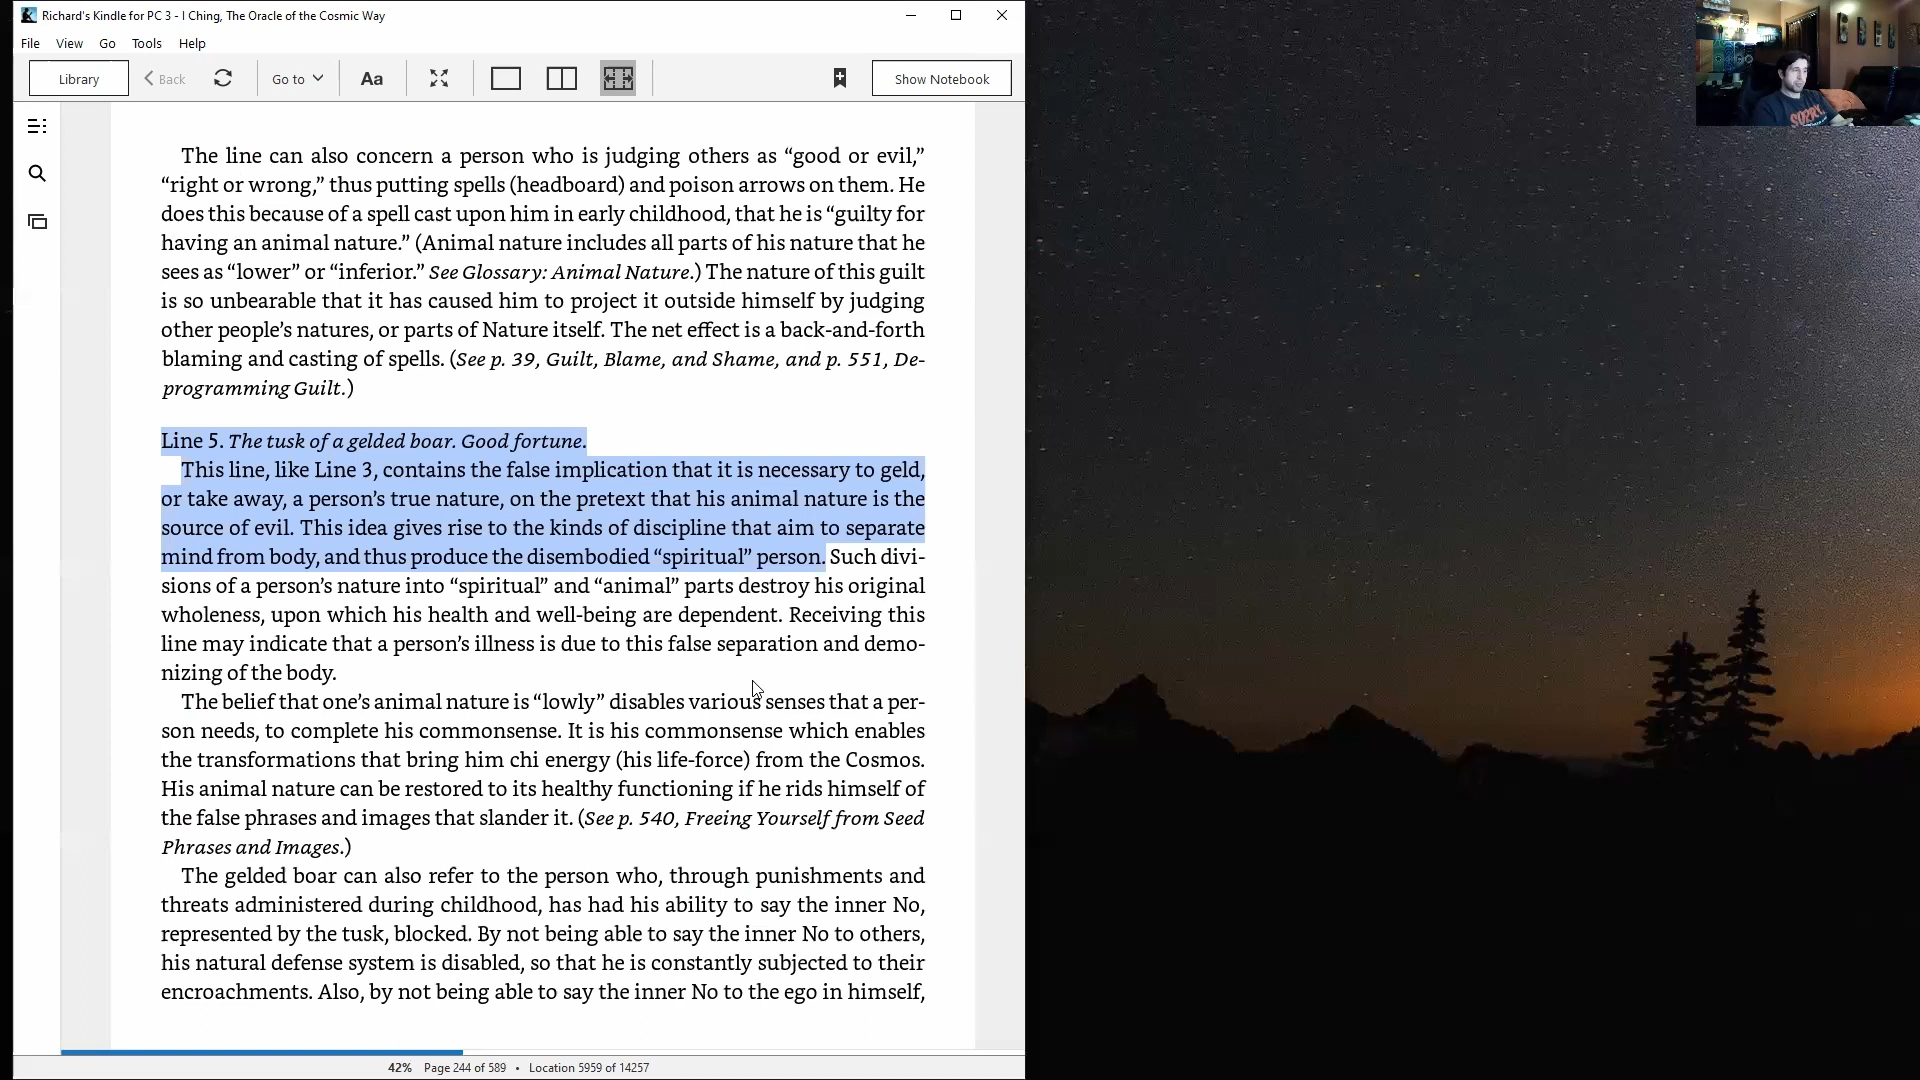 Richard's Kindle for PC 3 - I Ching, The Oracle of the Cosmic Way
File View Go Tools Help
Library Back Go to Aa Show Notebook
The line can also concern a person who is judging others as “good or evil,”
“right or wrong,” thus putting spells (headboard) and poison arrows on them. He
does this because of a spell cast upon him in early childhood, that he is “guilty for
having an animal nature.” (Animal nature includes all parts of his nature that he
sees as “lower” or “inferior.” See Glossary: Animal Nature.) The nature of this guilt
is so unbearable that it has caused him to project it outside himself by judging
other people’s natures, or parts of Nature itself. The net effect is a back-and-forth
blaming and casting of spells. (See p. 39, Guilt, Blame, and Shame, and p. 551, De-
programming Guilt.)
Line 5. The tusk of a gelded boar. Good fortune.
This line, like Line 3, contains the false implication that it is necessary to geld,
or take away, a person’s true nature, on the pretext that his animal nature is the
source of evil. This idea gives rise to the kinds of discipline that aim to separate
mind from body, and thus produce the disembodied “spiritual” person. Such divi-
sions of a person’s nature into “spiritual” and “animal” parts destroy his original
wholeness, upon which his health and well-being are dependent. Receiving this
line may indicate that a person’s illness is due to this false separation and demo-
nizing of the body.
The belief that one’s animal nature is “lowly” disables various senses that a per-
son needs, to complete his commonsense. It is his commonsense which enables
the transformations that bring him chi energy (his life-force) from the Cosmos.
His animal nature can be restored to its healthy functioning if he rids himself of
the false phrases and images that slander it. (See p. 540, Freeing Yourself from Seed
Phrases and Images.)
The gelded boar can also refer to the person who, through punishments and
threats administered during childhood, has had his ability to say the inner No,
represented by the tusk, blocked. By not being able to say the inner No to others,
his natural defense system is disabled, so that he is constantly subjected to their
encroachments. Also, by not being able to say the inner No to the ego in himself,
42% Page 244 of 589 • Location 5959 of 14257
SORRY,